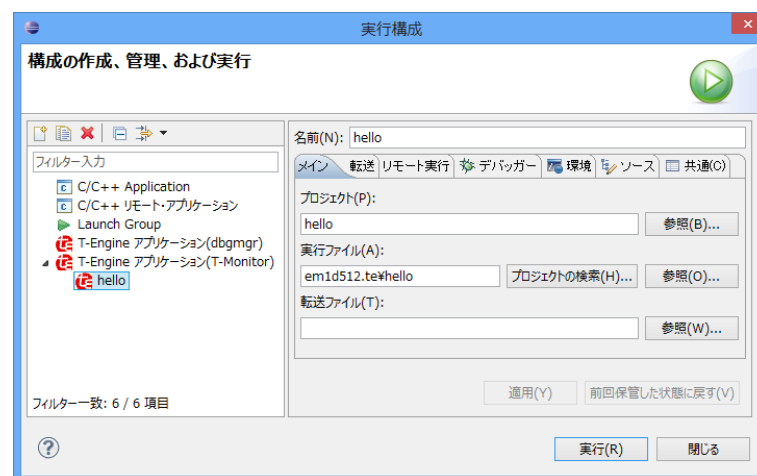 実行構成
構成の作成、管理、および実行
フィルター入力
C/C++ Application
C/C++ リモート・アプリケーション
Launch Group
T-Engine アプリケーション(dbgmgr)
T-Engine アプリケーション(T-Monitor)
hello
フィルター一致: 6 / 6 項目
名前(N): hello
メイン 転送 リモート実行 デバッガー 環境 ソース 共通(C)
プロジェクト(P):
hello 参照(B)...
実行ファイル(A):
em1d512.te¥hello プロジェクトの検索(H)... 参照(O)...
転送ファイル(T):
参照(W)...
適用(Y) 前回保管した状態に戻す(V)
実行(R) 閉じる